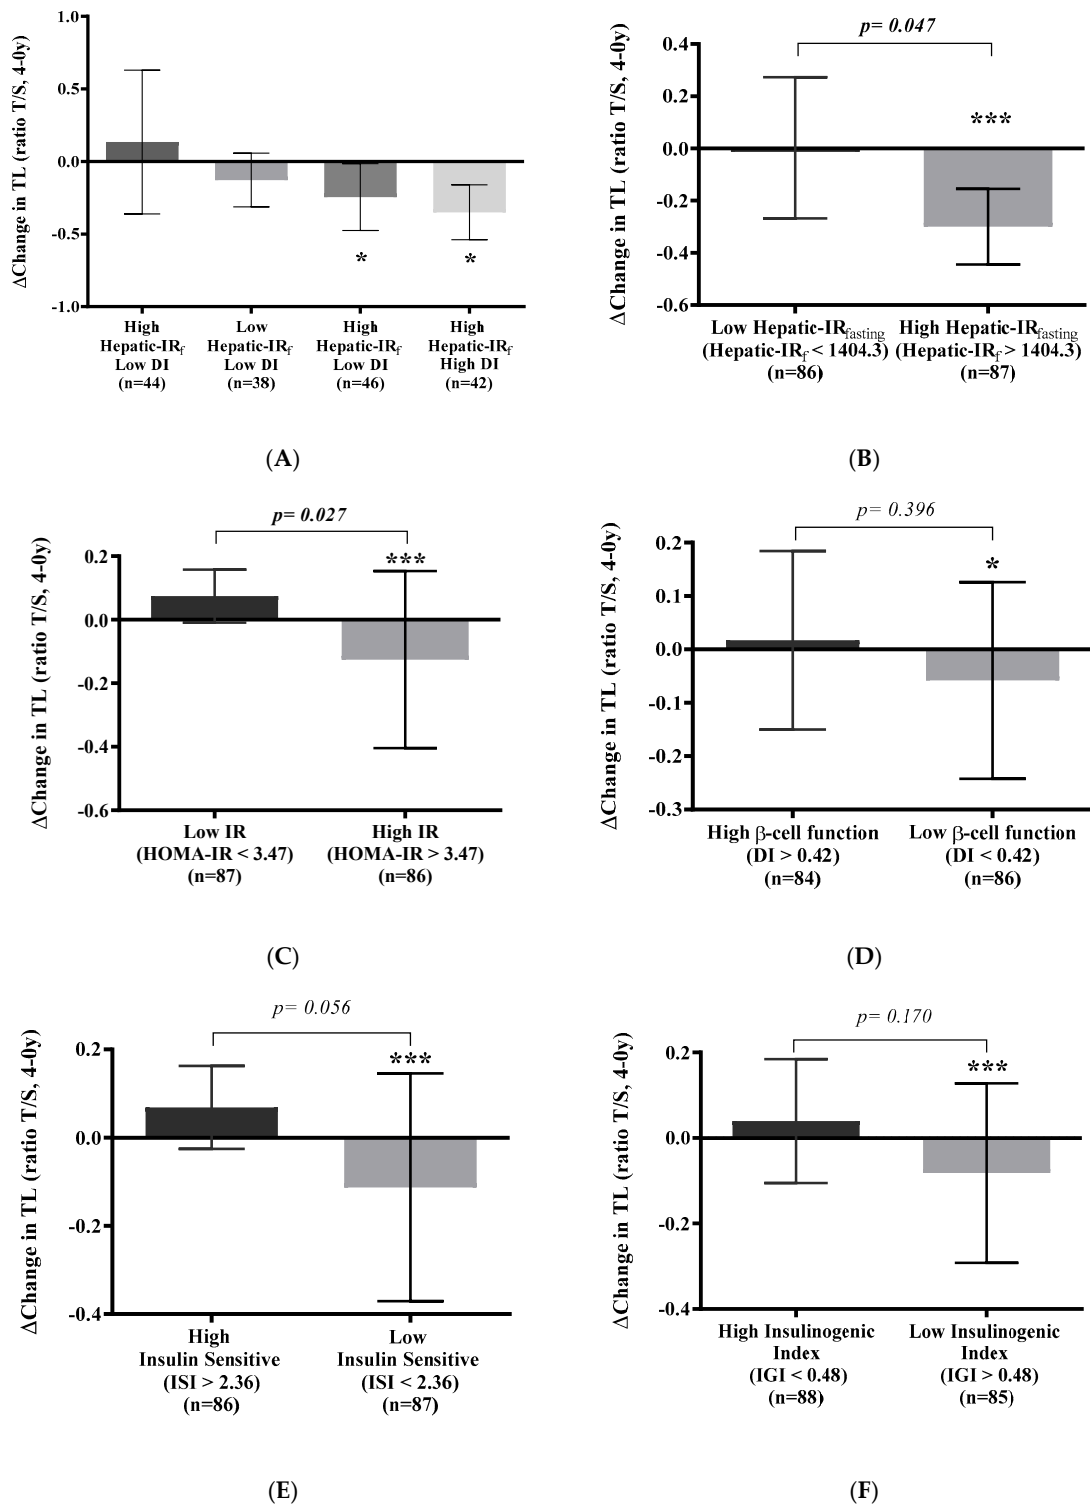 ΔChange in TL (ratio T/S, 4-0y)
1.0
0.5
0.0
-0.5
-1.0
*
*
High
Hepatic-IRf
Low DI
(n=44)
Low
Hepatic-IRf
Low DI
(n=38)
High
Hepatic-IRf
Low DI
(n=46)
High
Hepatic-IRf
High DI
(n=42)
(A)
p= 0.047
ΔChange in TL (ratio T/S, 4-0y)
0.4
0.2
0.0
-0.2
-0.4
-0.6
***
Low Hepatic-IRfasting
(Hepatic-IRf < 1404.3)
(n=86)
High Hepatic-IRfasting
(Hepatic-IRf > 1404.3)
(n=87)
(B)
p= 0.027
ΔChange in TL (ratio T/S, 4-0y)
0.2
0.0
-0.2
-0.4
-0.6
***
Low IR
(HOMA-IR < 3.47)
(n=87)
High IR
(HOMA-IR > 3.47)
(n=86)
(C)
p= 0.396
ΔChange in TL (ratio T/S, 4-0y)
0.2
0.1
0.0
-0.1
-0.2
-0.3
*
High β-cell function
(DI > 0.42)
(n=84)
Low β-cell function
(DI < 0.42)
(n=86)
(D)
p= 0.056
ΔChange in TL (ratio T/S, 4-0y)
0.2
0.0
-0.2
-0.4
***
High
Insulin Sensitive
(ISI > 2.36)
(n=86)
Low
Insulin Sensitive
(ISI < 2.36)
(n=87)
(E)
p= 0.170
ΔChange in TL (ratio T/S, 4-0y)
0.2
0.0
-0.2
-0.4
***
High Insulinogenic
Index
(IGI < 0.48)
(n=88)
Low Insulinogenic
Index
(IGI > 0.48)
(n=85)
(F)